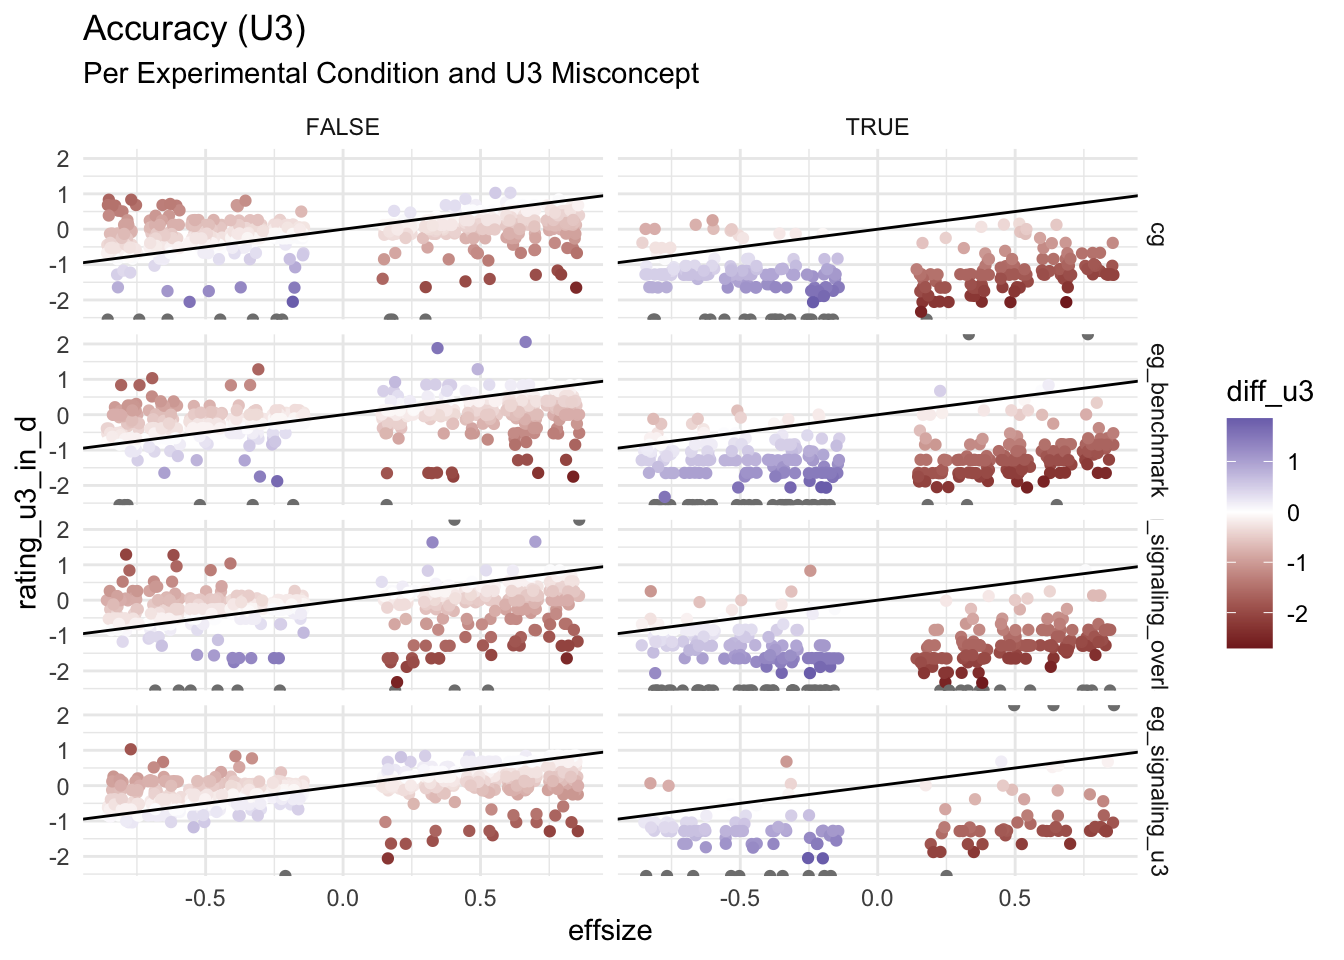 Accuracy (U3)
Per Experimental Condition and U3 Misconcept
FALSE
TRUE
2
1
0
-1
-2
cg
2
1
0
-1
-2
eg_benchmark
2
1
0
-1
-2
_signaling_overl
2
1
0
-1
-2
eg_signaling_u3
-0.5
0.0
0.5
-0.5
0.0
0.5
effsize
rating_u3_in_d
diff_u3
1
0
-1
-2